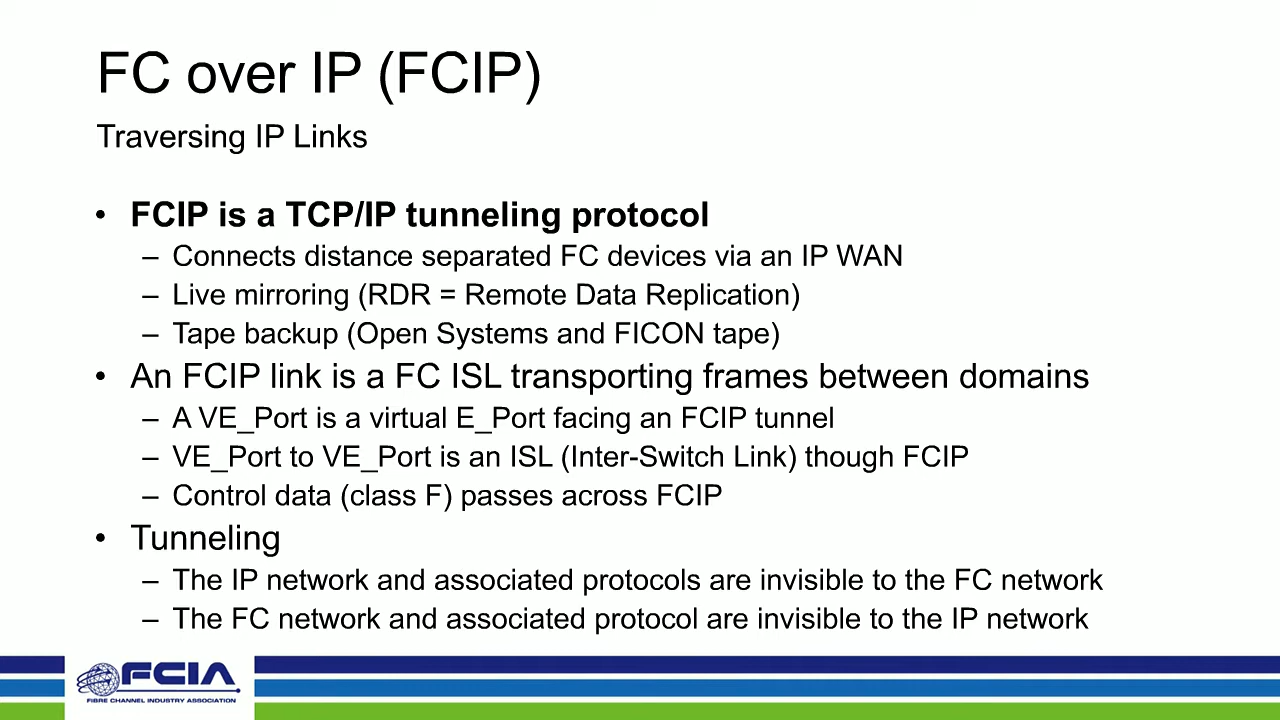 FC over IP (FCIP)
Traversing IP Links
• FCIP is a TCP/IP tunneling protocol
– Connects distance separated FC devices via an IP WAN
– Live mirroring (RDR = Remote Data Replication)
– Tape backup (Open Systems and FICON tape)
• An FCIP link is a FC ISL transporting frames between domains
– A VE_Port is a virtual E_Port facing an FCIP tunnel
– VE_Port to VE_Port is an ISL (Inter-Switch Link) though FCIP
– Control data (class F) passes across FCIP
• Tunneling
– The IP network and associated protocols are invisible to the FC network
– The FC network and associated protocol are invisible to the IP network
FCIA
FIBRE CHANNEL INDUSTRY ASSOCIATION